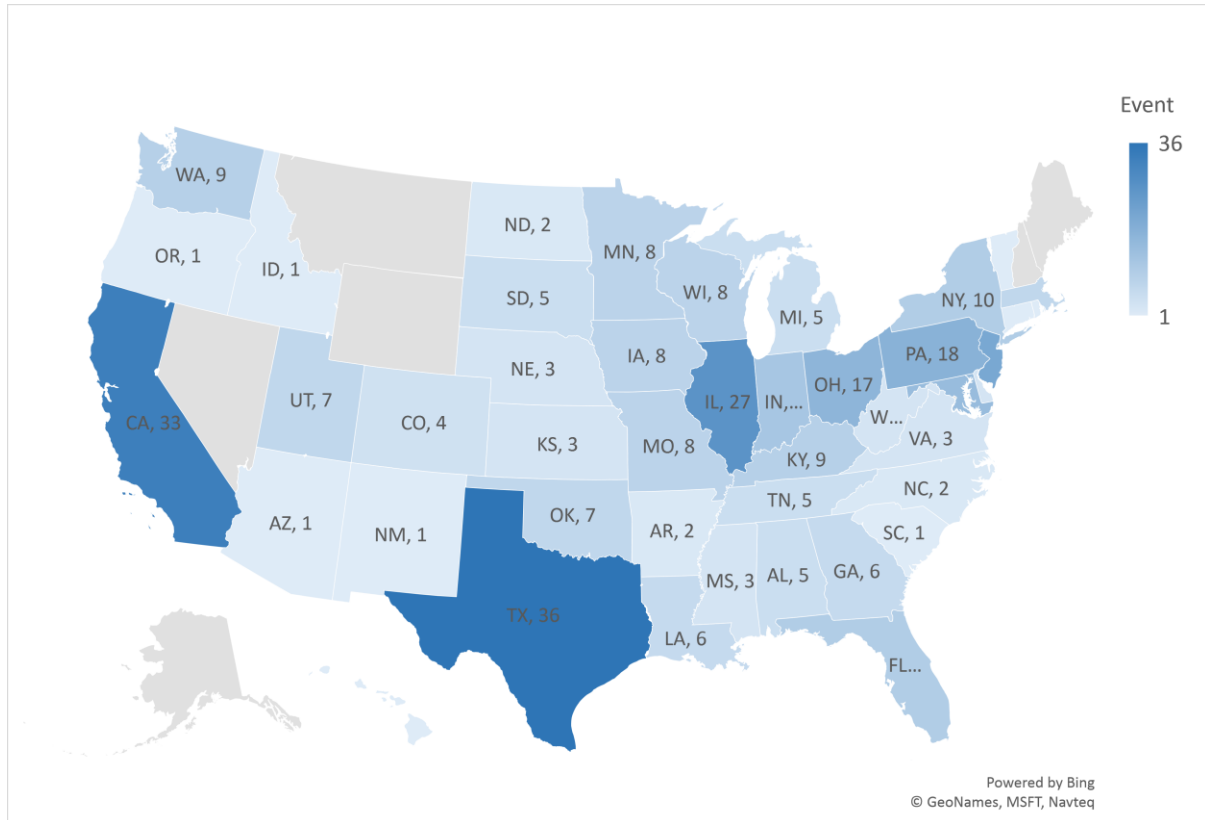 Event
36
1
WA, 9
OR, 1
ID, 1
ND, 2
SD, 5
MN, 8
WI, 8
MI, 5
NY, 10
NE, 3
IA, 8
PA, 18
CA, 33
UT, 7
CO, 4
KS, 3
MO, 8
IL, 27
IN,...
OH, 17
W...
VA, 3
KY, 9
NC, 2
TN, 5
AZ, 1
NM, 1
OK, 7
AR, 2
SC, 1
MS, 3
AL, 5
GA, 6
TX, 36
LA, 6
FL...
Powered by Bing
© GeoNames, MSFT, Navteq